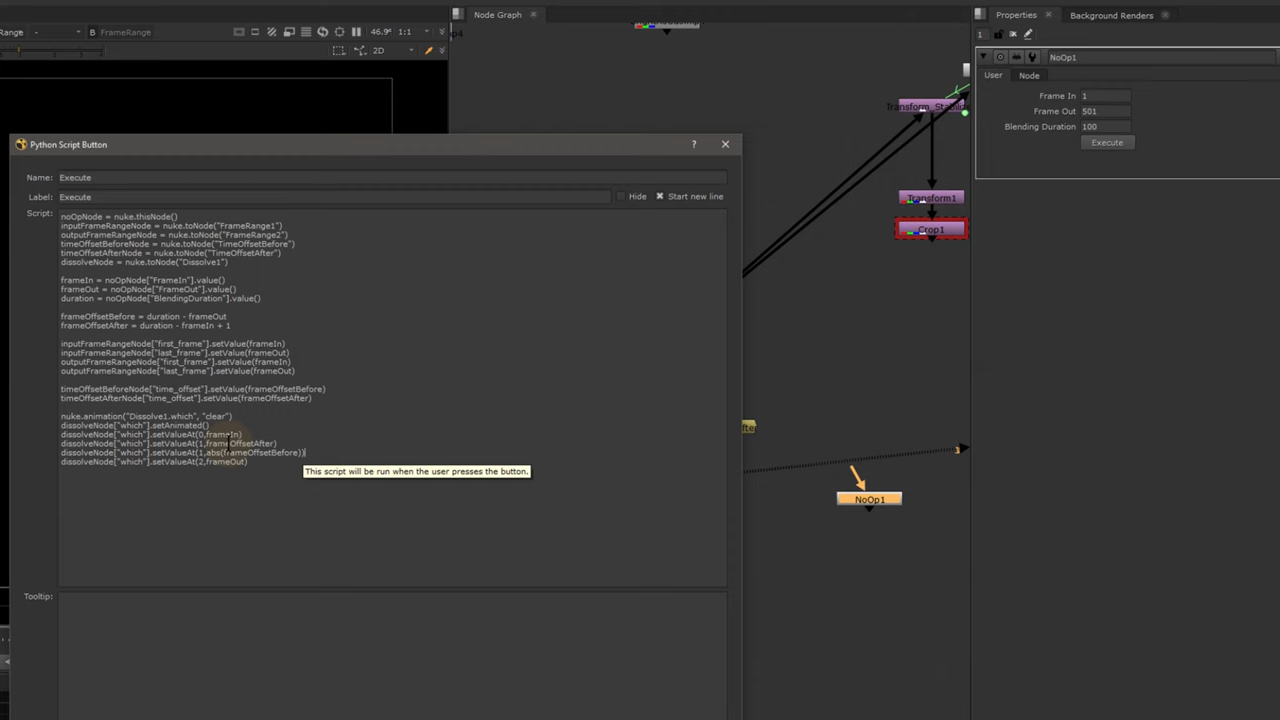 Range
B FrameRange
46.9
1:1
2D
Node Graph
Properties
Background Renders
1
NoOp1
User
Node
Frame In 1
Frame Out 501
Blending Duration 100
Execute
Transform1
Crop1
NoOp1
Python Script Button
?
Name: Execute
Label: Execute
Hide
Start new line
Script:
noOpNode = nuke.thisNode()
inputFrameRangeNode = nuke.toNode("FrameRange1")
outputFrameRangeNode = nuke.toNode("FrameRange2")
timeOffsetBeforeNode = nuke.toNode("TimeOffsetBefore")
timeOffsetAfterNode = nuke.toNode("TimeOffsetAfter")
dissolveNode = nuke.toNode("Dissolve1")
frameIn = noOpNode["FrameIn"].value()
frameOut = noOpNode["FrameOut"].value()
duration = noOpNode["BlendingDuration"].value()
frameOffsetBefore = duration - frameOut
frameOffsetAfter = duration - frameIn + 1
inputFrameRangeNode["first_frame"].setValue(frameIn)
inputFrameRangeNode["last_frame"].setValue(frameOut)
outputFrameRangeNode["first_frame"].setValue(frameIn)
outputFrameRangeNode["last_frame"].setValue(frameOut)
timeOffsetBeforeNode["time_offset"].setValue(frameOffsetBefore)
timeOffsetAfterNode["time_offset"].setValue(frameOffsetAfter)
nuke.animation("Dissolve1.which", "clear")
dissolveNode["which"].setAnimated()
dissolveNode["which"].setValueAt(0,frameIn)
dissolveNode["which"].setValueAt(1,frameOffsetAfter)
dissolveNode["which"].setValueAt(1,abs(frameOffsetBefore))
dissolveNode["which"].setValueAt(2,frameOut)
This script will be run when the user presses the button.
Tooltip: